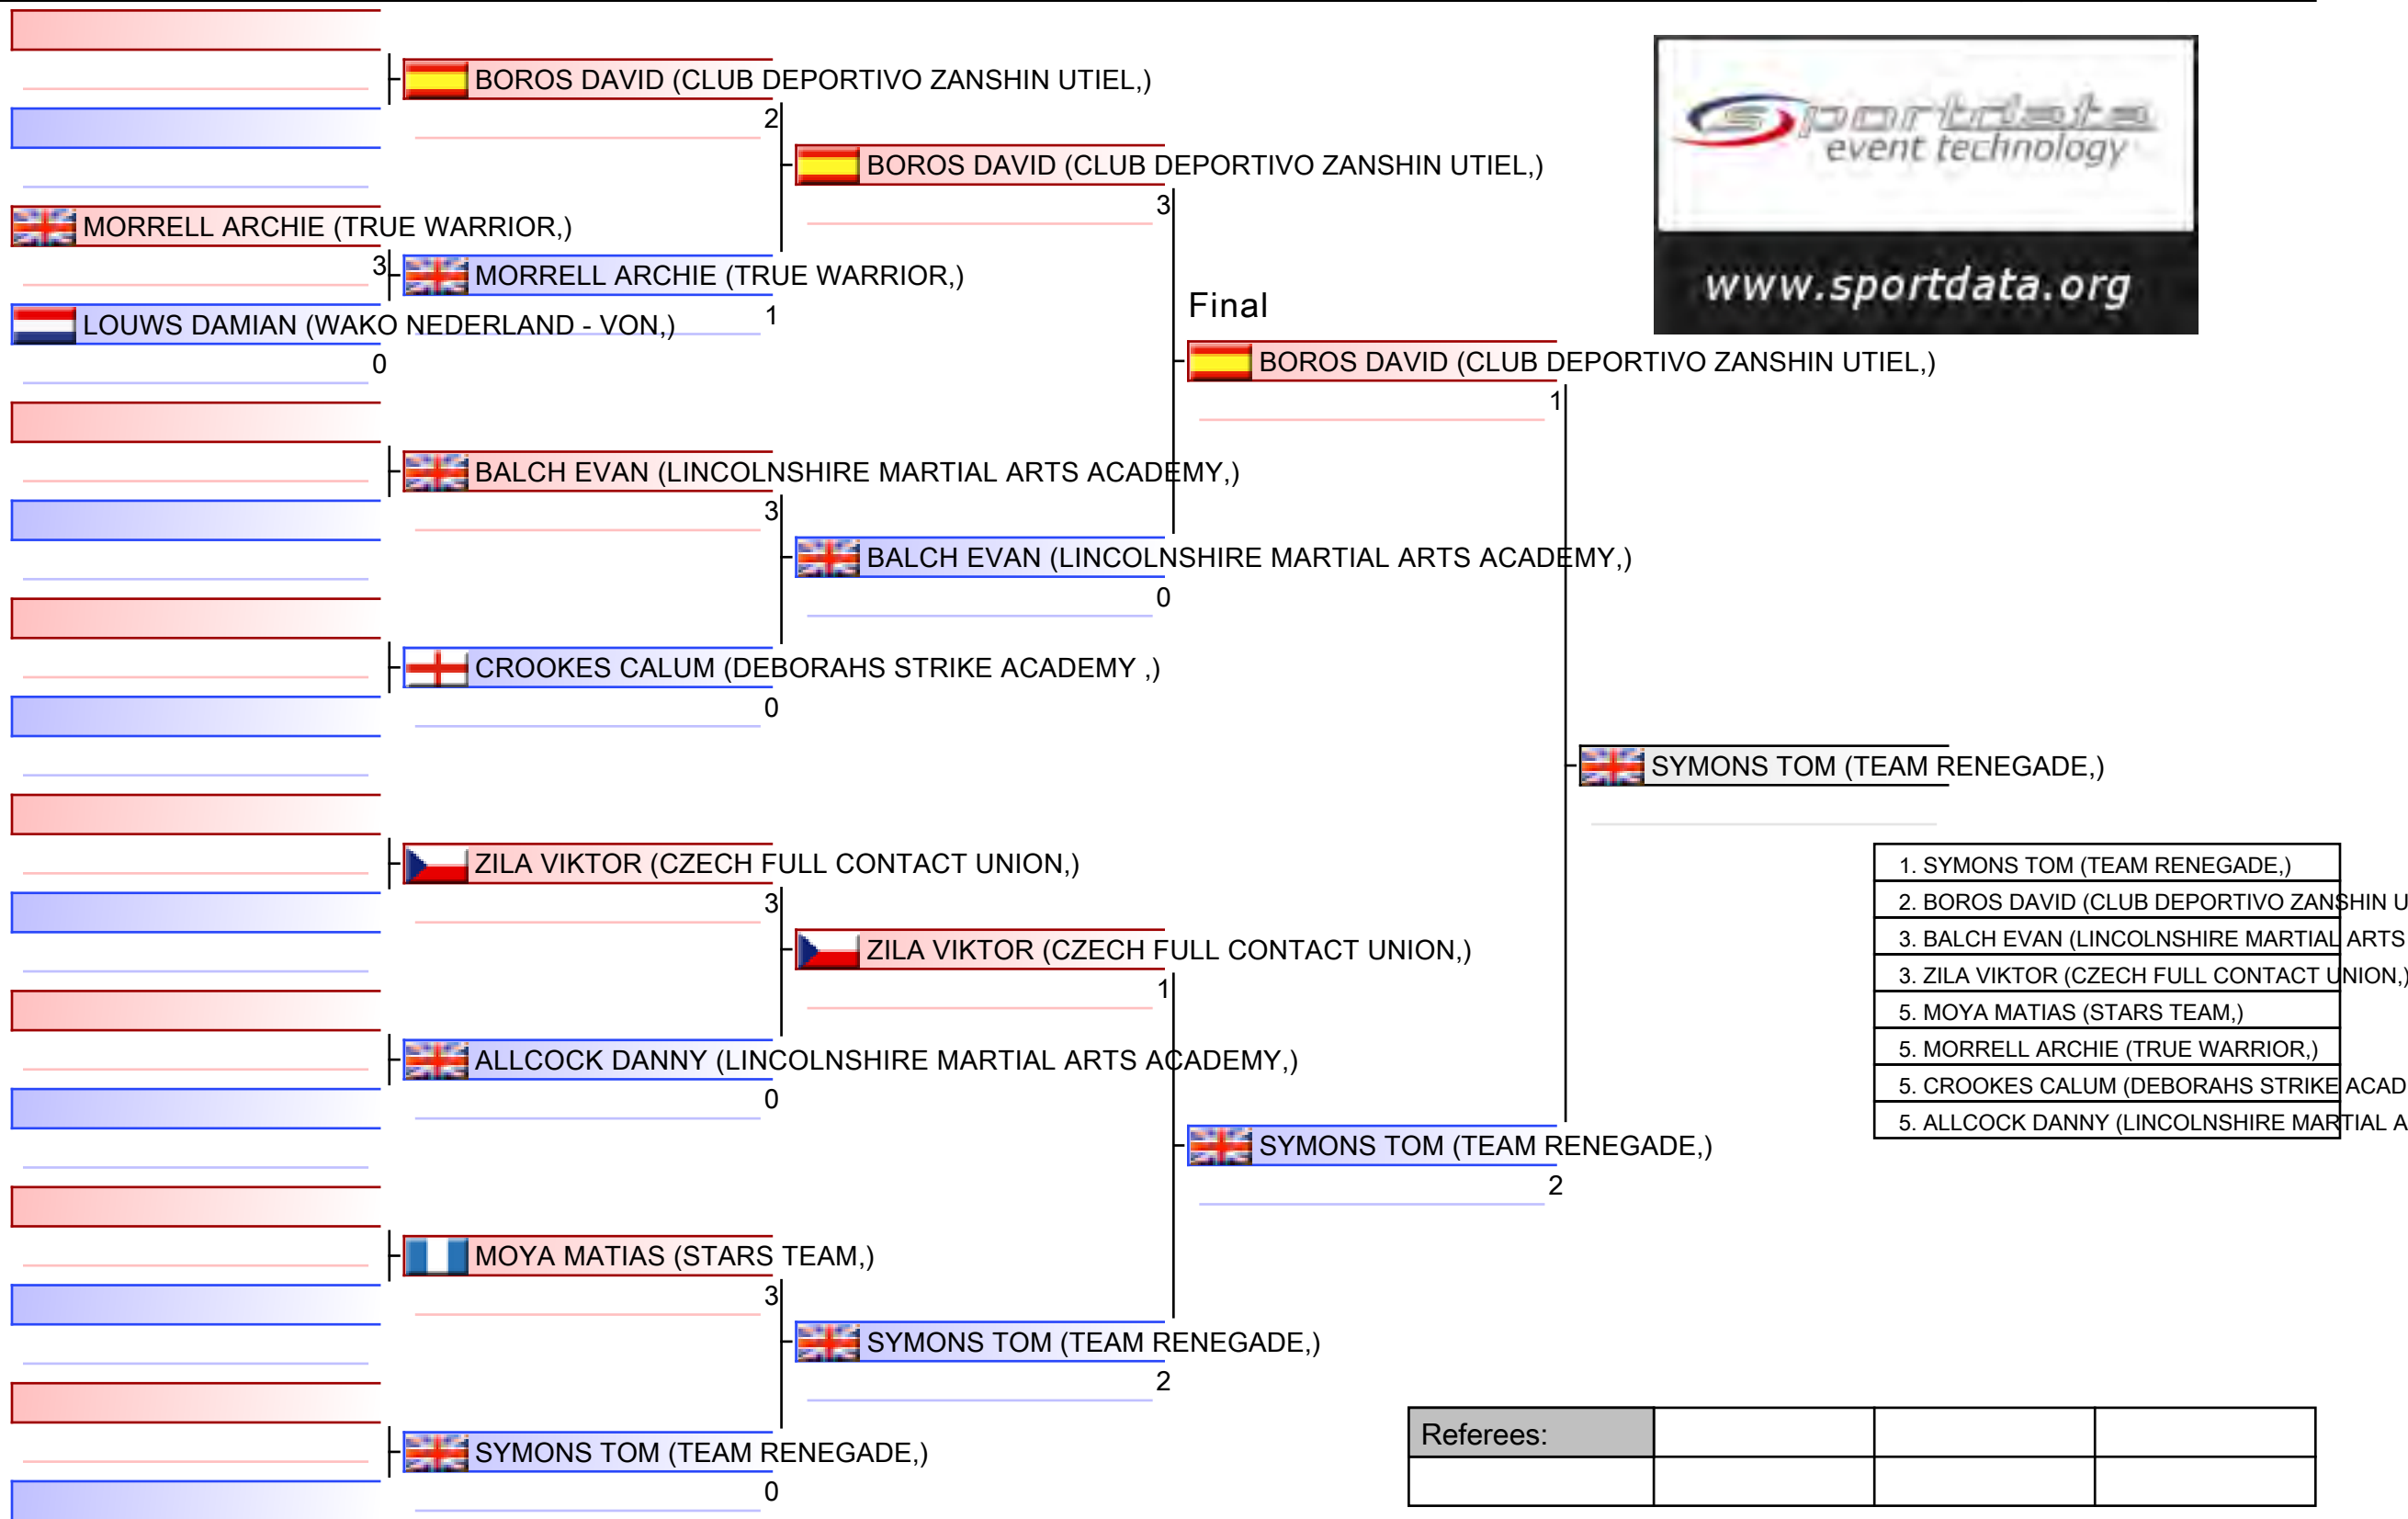 BOROS DAVID (CLUB DEPORTIVO ZANSHIN UTIEL,)
2
BOROS DAVID (CLUB DEPORTIVO ZANSHIN UTIEL,)
3
MORRELL ARCHIE (TRUE WARRIOR,)
3
MORRELL ARCHIE (TRUE WARRIOR,)
1
LOUWS DAMIAN (WAKO NEDERLAND - VON,)
0
sportdata
event technology
www.sportdata.org
Final
BOROS DAVID (CLUB DEPORTIVO ZANSHIN UTIEL,)
1
BALCH EVAN (LINCOLNSHIRE MARTIAL ARTS ACADEMY,)
3
BALCH EVAN (LINCOLNSHIRE MARTIAL ARTS ACADEMY,)
0
CROOKES CALUM (DEBORAHS STRIKE ACADEMY ,)
0
SYMONS TOM (TEAM RENEGADE,)
ZILA VIKTOR (CZECH FULL CONTACT UNION,)
3
ZILA VIKTOR (CZECH FULL CONTACT UNION,)
1
ALLCOCK DANNY (LINCOLNSHIRE MARTIAL ARTS ACADEMY,)
0
SYMONS TOM (TEAM RENEGADE,)
2
MOYA MATIAS (STARS TEAM,)
3
SYMONS TOM (TEAM RENEGADE,)
2
SYMONS TOM (TEAM RENEGADE,)
0
1. SYMONS TOM (TEAM RENEGADE,)
2. BOROS DAVID (CLUB DEPORTIVO ZANSHIN U
3. BALCH EVAN (LINCOLNSHIRE MARTIAL ARTS
3. ZILA VIKTOR (CZECH FULL CONTACT UNION,)
5. MOYA MATIAS (STARS TEAM,)
5. MORRELL ARCHIE (TRUE WARRIOR,)
5. CROOKES CALUM (DEBORAHS STRIKE ACAD
5. ALLCOCK DANNY (LINCOLNSHIRE MARTIAL A
Referees: